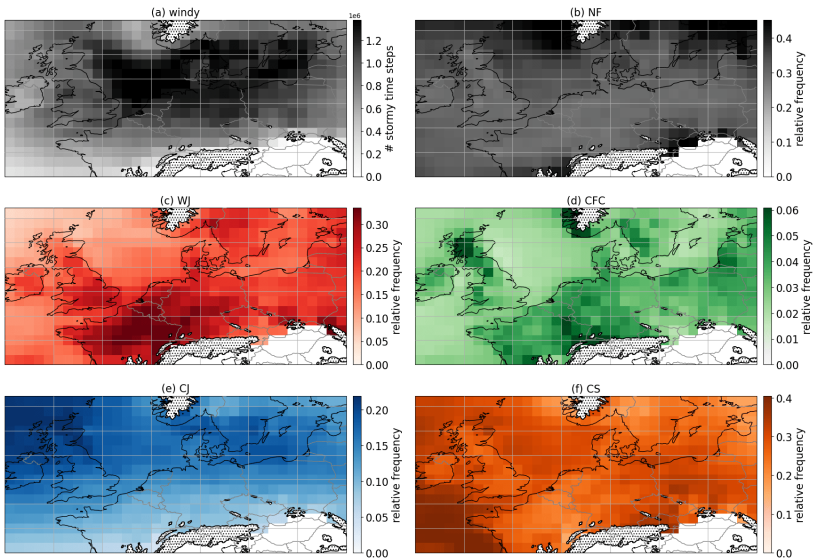 (a) windy
1e6
1.2
1.0
0.8
0.6
0.4
0.2
0.0
# stormy time steps
(b) NF
0.4
0.3
0.2
0.1
0.0
relative frequency
(c) WJ
0.30
0.25
0.20
0.15
0.10
0.05
0.00
relative frequency
(d) CFC
0.06
0.05
0.04
0.03
0.02
0.01
0.00
relative frequency
(e) CJ
0.20
0.15
0.10
0.05
0.00
relative frequency
(f) CS
0.4
0.3
0.2
0.1
0.0
relative frequency